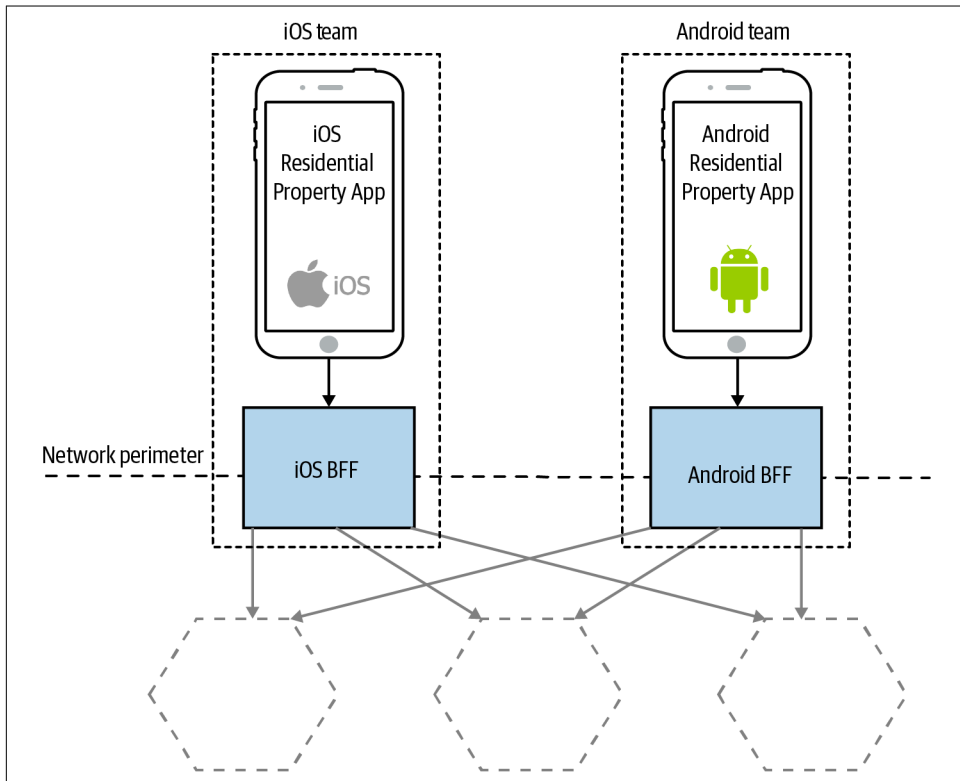 iOS team
Android team
iOS
Residential
Property App
iOS
Android
Residential
Property App
Network perimeter
iOS BFF
Android BFF